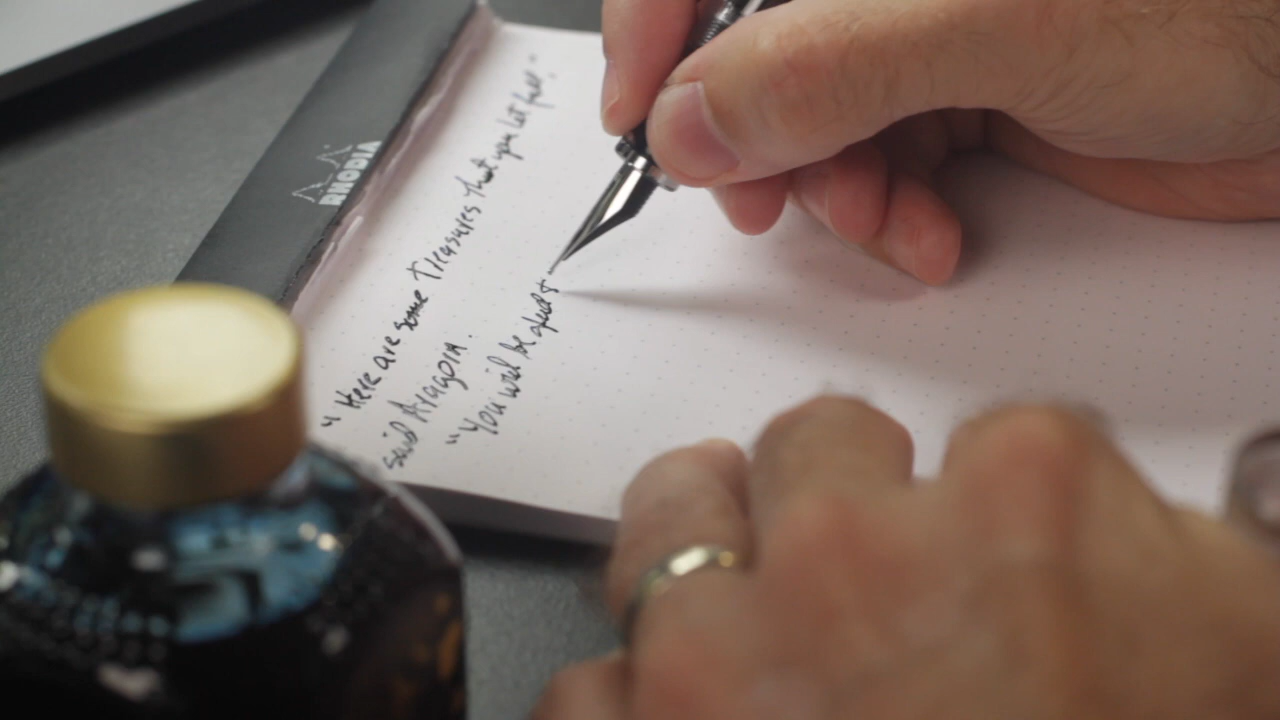 RHODIA
"Here are some treasures that you let fall,"
said Aragorn.
"You will be glad t